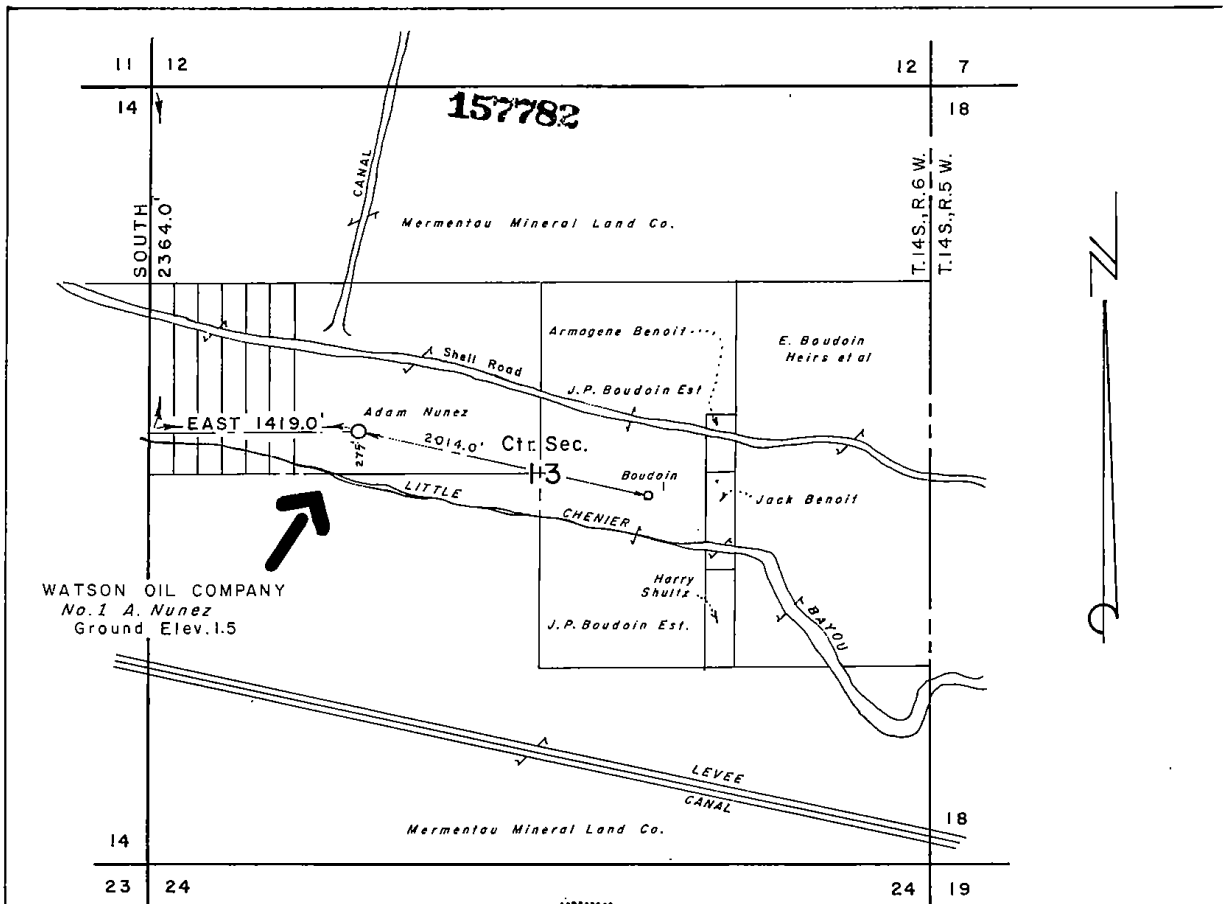 11 12
12 7
14
18
157782
CANAL
Mermentau Mineral Land Co.
SOUTH
2364.0'
T.14S., R.6 W.
T.14S., R.5 W.
N
Armogene Benoit
E. Boudoin
Heirs et al
Shell Road
J.P. Boudoin Est
EAST 1419.0'
Adam Nunez
275'
2014.0'
Ctr. Sec.
13
Boudoin
1
Jack Benoit
LITTLE
CHENIER
BAYOU
WATSON OIL COMPANY
No.1 A. Nunez
Ground Elev. 1.5
Harry
Shultz
J.P. Boudoin Est.
LEVEE
CANAL
Mermentau Mineral Land Co.
14
18
23 24
24 19